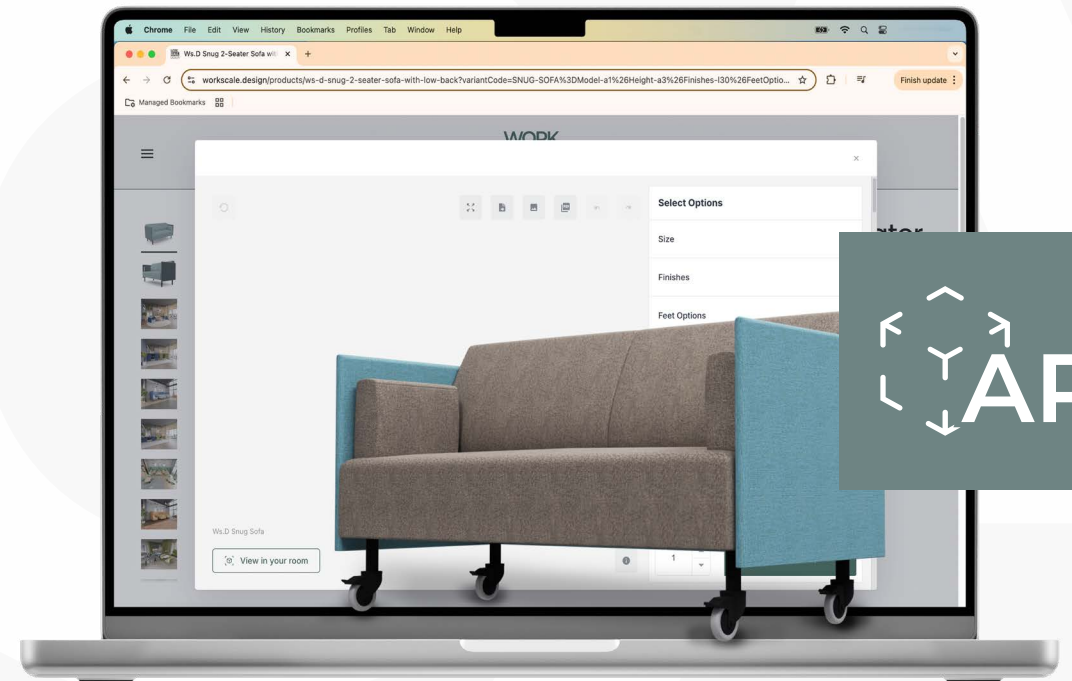 Chrome File Edit View History Bookmarks Profiles Tab Window Help
Ws.D Snug 2-Seater Sofa wit
workscale.design/products/ws-d-snug-2-seater-sofa-with-low-back?variantCode=SNUG-SOFA%3DModel-a1%26Height-a3%26Finishes-I30%26FeetOptio...
Finish update
Managed Bookmarks
WORK
Select Options
Size
Finishes
Feet Options
AR
Ws.D Snug Sofa
View in your room
1